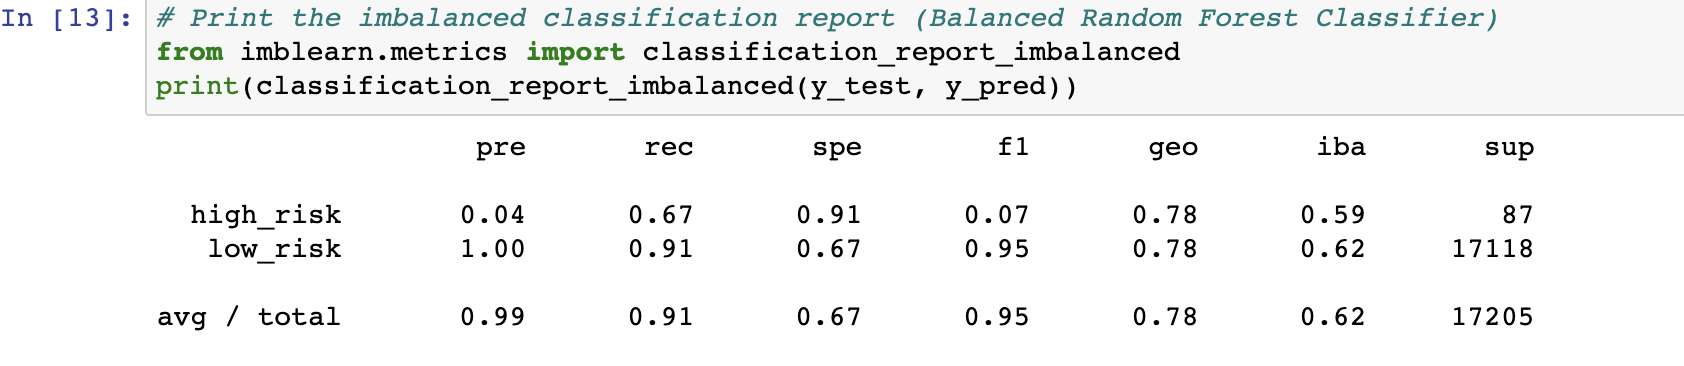 In [13]: # Print the imbalanced classification report (Balanced Random Forest Classifier)
from imblearn.metrics import classification_report_imbalanced
print(classification_report_imbalanced(y_test, y_pred))
pre rec spe f1 geo iba sup
high_risk 0.04 0.67 0.91 0.07 0.78 0.59 87
low_risk 1.00 0.91 0.67 0.95 0.78 0.62 17118
avg / total 0.99 0.91 0.67 0.95 0.78 0.62 17205